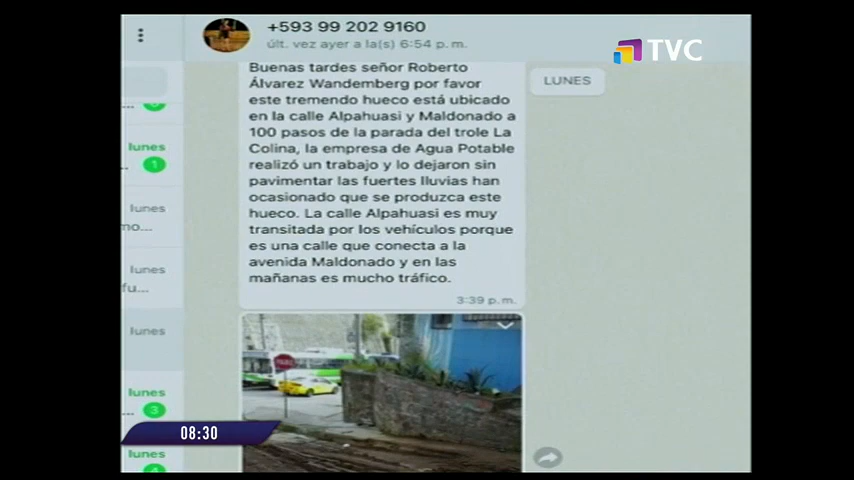 +593 99 202 9160
últ. vez ayer a la(s) 6:54 p. m.
TVC
LUNES
Buenas tardes señor Roberto
Álvarez Wandemberg por favor
este tremendo hueco está ubicado
en la calle Alpahuasi y Maldonado a
100 pasos de la parada del trole La
Colina, la empresa de Agua Potable
realizó un trabajo y lo dejaron sin
pavimentar las fuertes lluvias han
ocasionado que se produzca este
hueco. La calle Alpahuasi es muy
transitada por los vehículos porque
es una calle que conecta a la
avenida Maldonado y en las
mañanas es mucho tráfico.
3:39 p. m.
lunes
1
lunes
mo...
lunes
fu...
lunes
lunes
3
lunes
4
PARE
08:30